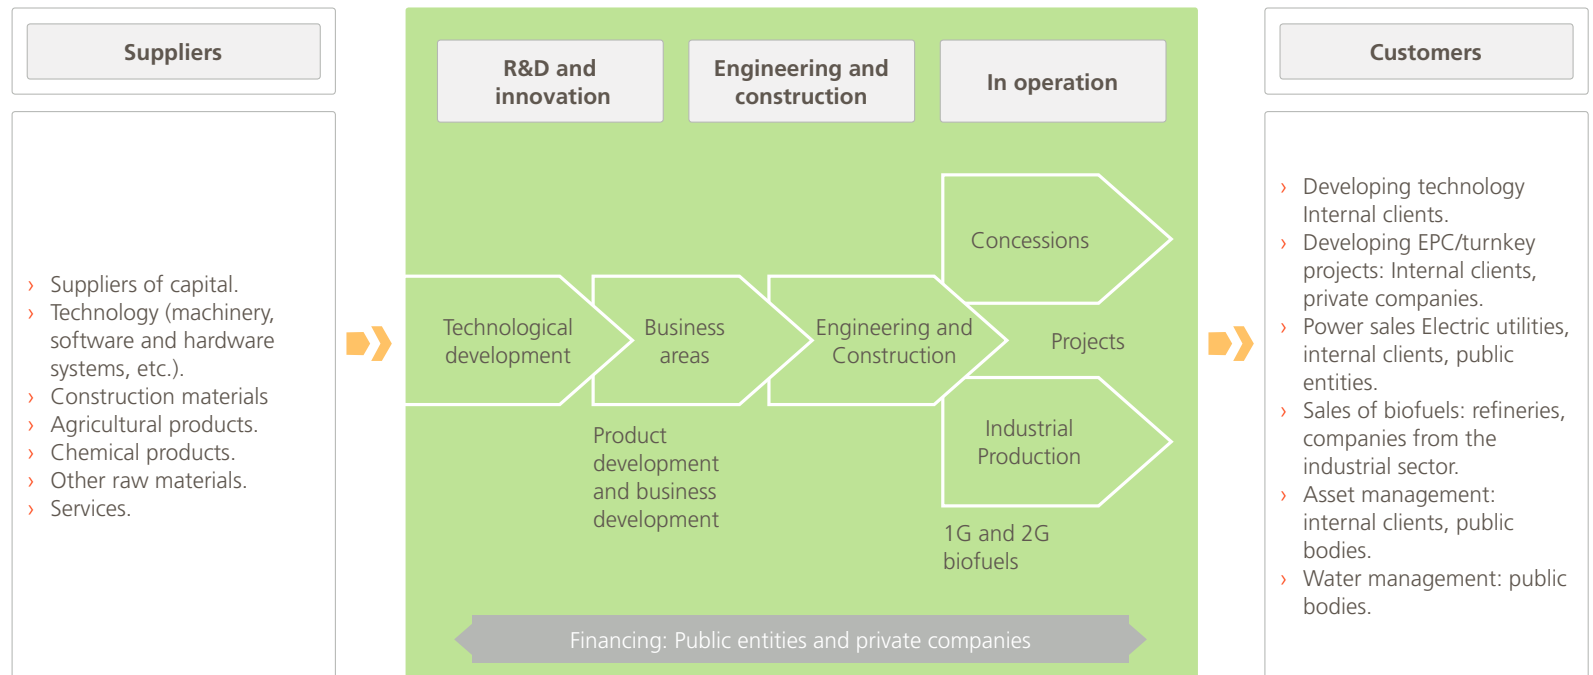 Suppliers
› Suppliers of capital.
› Technology (machinery,
software and hardware
systems, etc.).
› Construction materials
› Agricultural products.
› Chemical products.
› Other raw materials.
› Services.
R&D and
innovation
Engineering and
construction
In operation
Technological
development
Business
areas
Product
development
and business
development
Engineering and
Construction
Concessions
Projects
Industrial
Production
1G and 2G
biofuels
Financing: Public entities and private companies
Customers
› Developing technology
Internal clients.
› Developing EPC/turnkey
projects: Internal clients,
private companies.
› Power sales Electric utilities,
internal clients, public
entities.
› Sales of biofuels: refineries,
companies from the
industrial sector.
› Asset management:
internal clients, public
bodies.
› Water management: public
bodies.